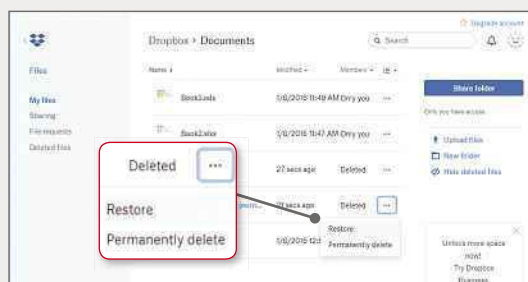 Upgrade account
Dropbox > Documents
Search
Files
Name
Modified
Members
Share folder
My files
Book2.ods
1/6/2016 11:49 AM Only you
Only you have access
Sharing
File requests
Book2.xlsx
1/6/2016 11:47 AM Only you
Upload files
Deleted files
New folder
27 secs ago
Deleted
Hide deleted files
Deleted
Restore
Permanently delete
secs ago
Deleted
Restore
Permanently delete
Unlock more space
now!
Try Dropbox
Business